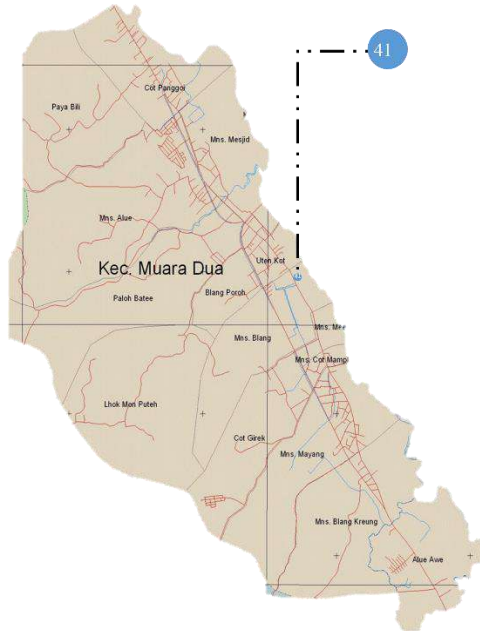 41
Cot Panggoi
Paya Bili
Mns. Mesjid
Mns. Alue
Uten Kot
Kec. Muara Dua
Blang Poroh
Paloh Batee
Mns. Blang
Mns. Cot Mampl
Lhok Mon Puteh
Cot Girek
Mns. Mayang
Mns. Blang Kreung
Alue Awe